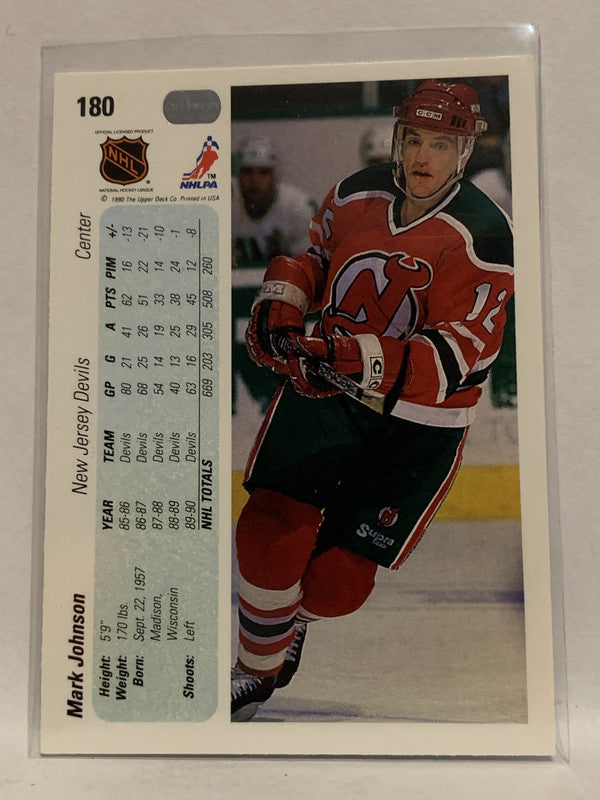 180
OFFICIAL LICENSED PRODUCT
NHL
NATIONAL HOCKEY LEAGUE
NHLPA
TM
© 1990 The Upper Deck Co. Printed in USA
Mark Johnson New Jersey Devils Center
Height: 5'9"
Weight: 170 lbs.
Born: Sept. 22, 1957
Madison,
Wisconsin
Shoots: Left
YEAR TEAM GP G A PTS PIM +/-
85-86 Devils 80 21 41 62 16 -13
86-87 Devils 68 25 26 51 22 -21
87-88 Devils 54 14 19 33 14 -10
88-89 Devils 40 13 25 38 24 -1
89-90 Devils 63 16 29 45 12 -8
NHL TOTALS 669 203 305 508 260
CCM
12
12
Supra